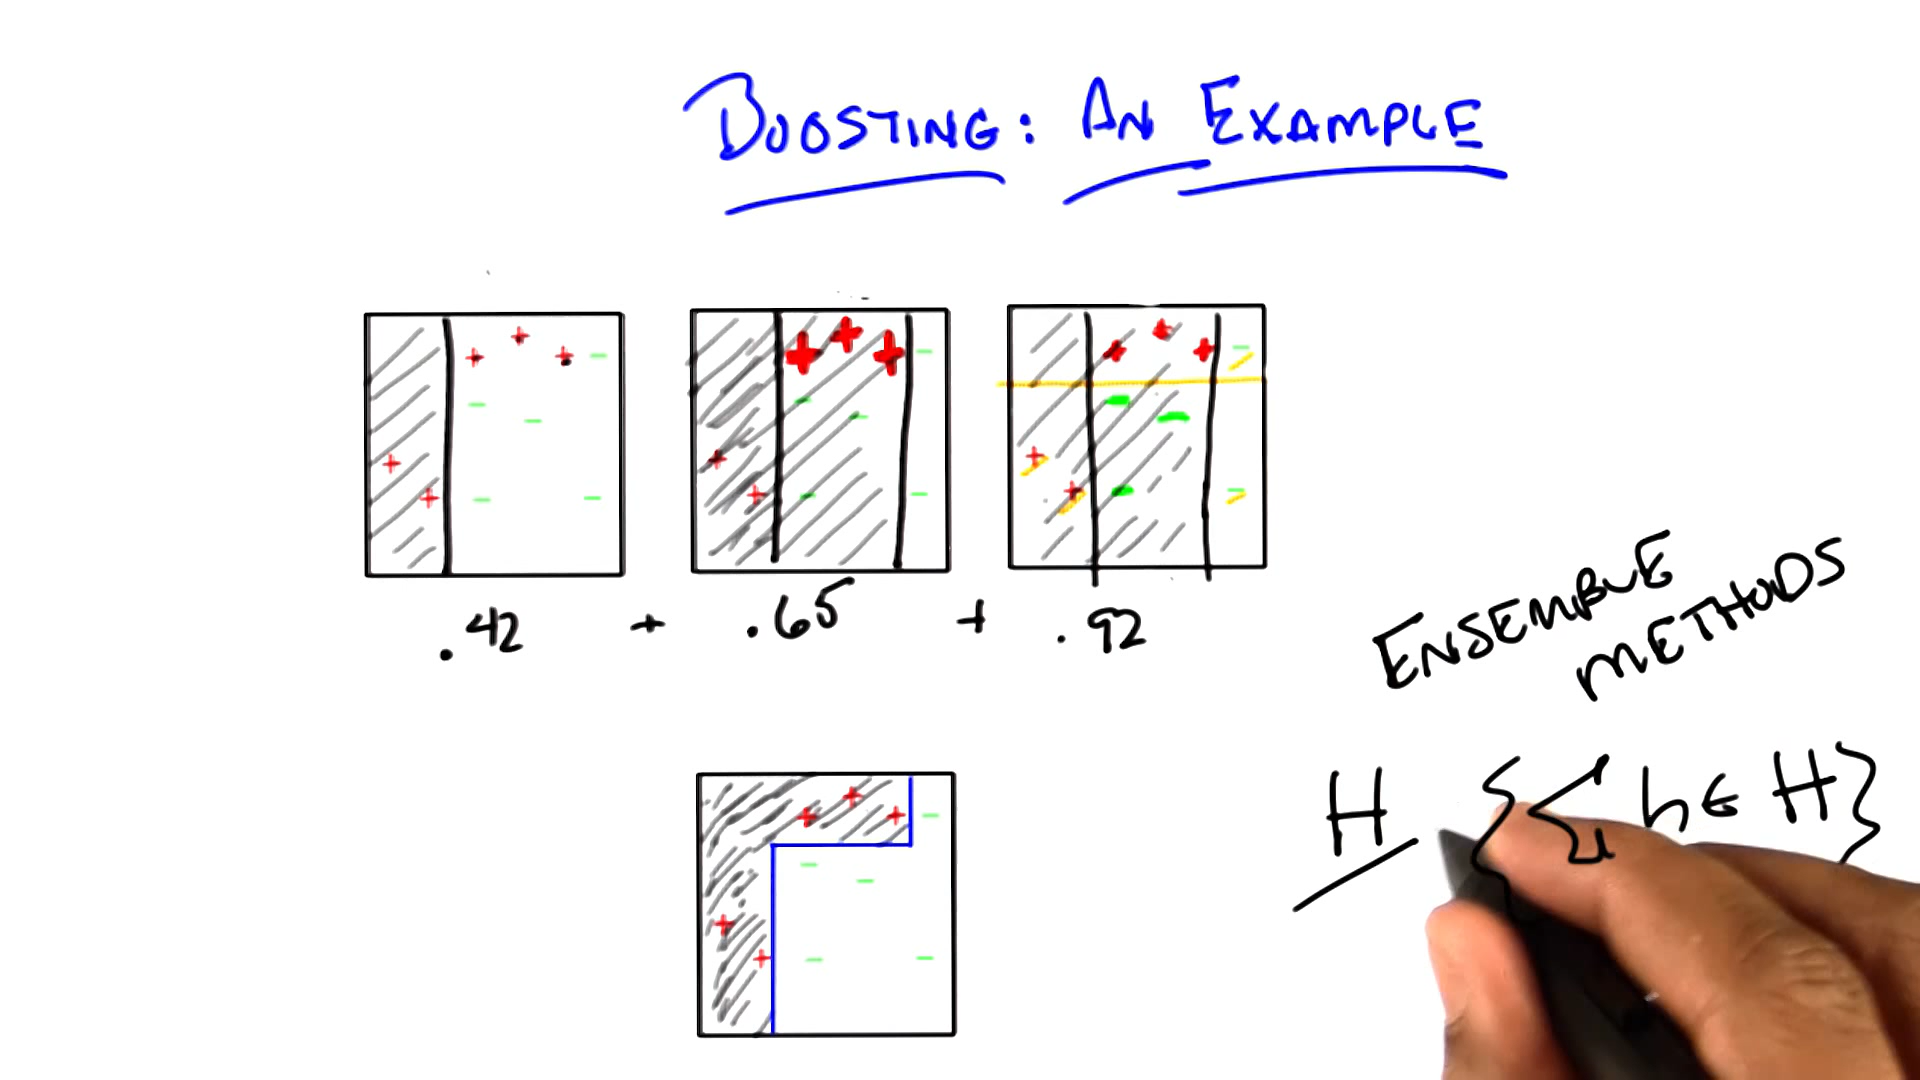 BOOSTING: AN EXAMPLE
.42 + .65 + .92
ENSEMBLE
METHODS
H { Σ h ∈ H }